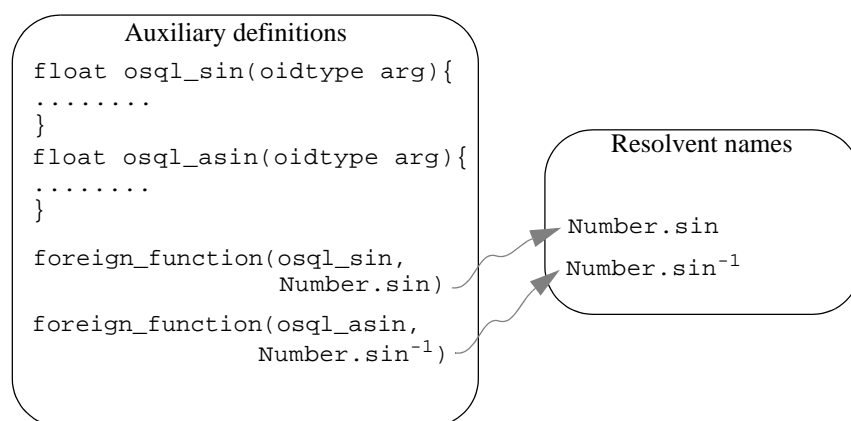 Auxiliary definitions
float osql_sin(oidtype arg){
........
}
float osql_asin(oidtype arg){
........
}
foreign_function(osql_sin,
Number.sin)
foreign_function(osql_asin,
Number.sin⁻¹)
Resolvent names
Number.sin
Number.sin⁻¹